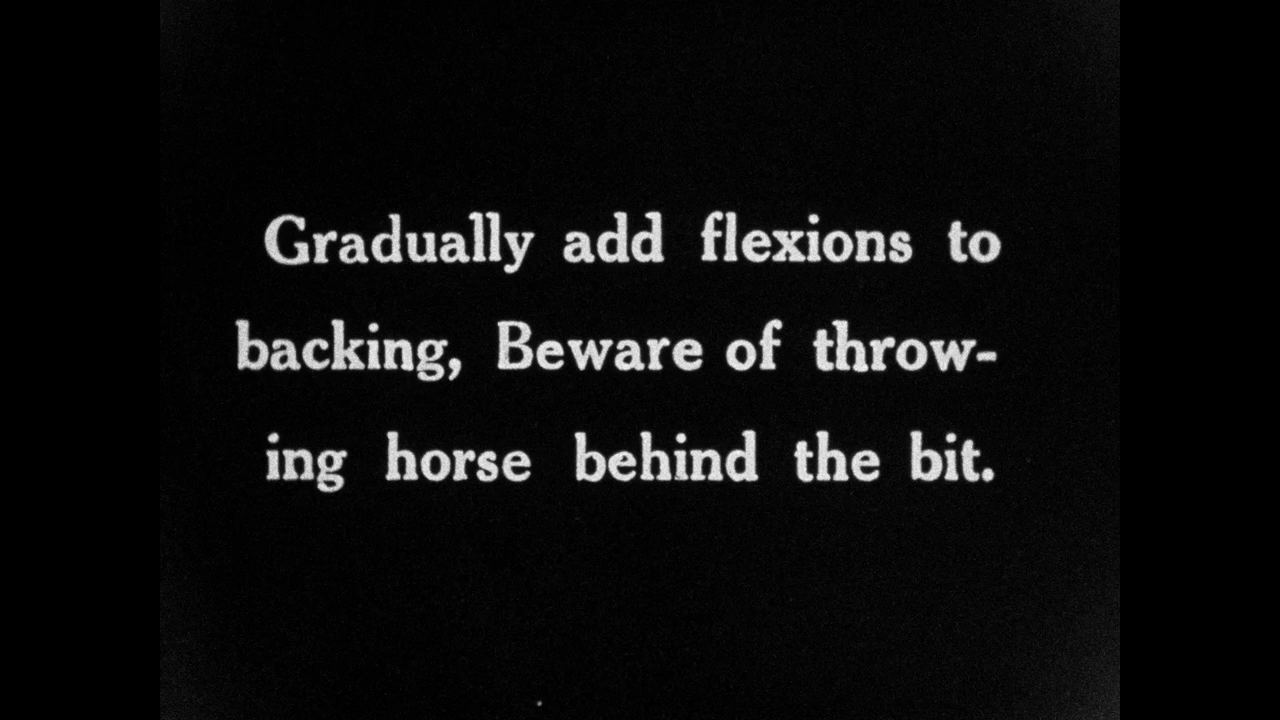 Gradually add flexions to
backing, Beware of throw-
ing horse behind the bit.